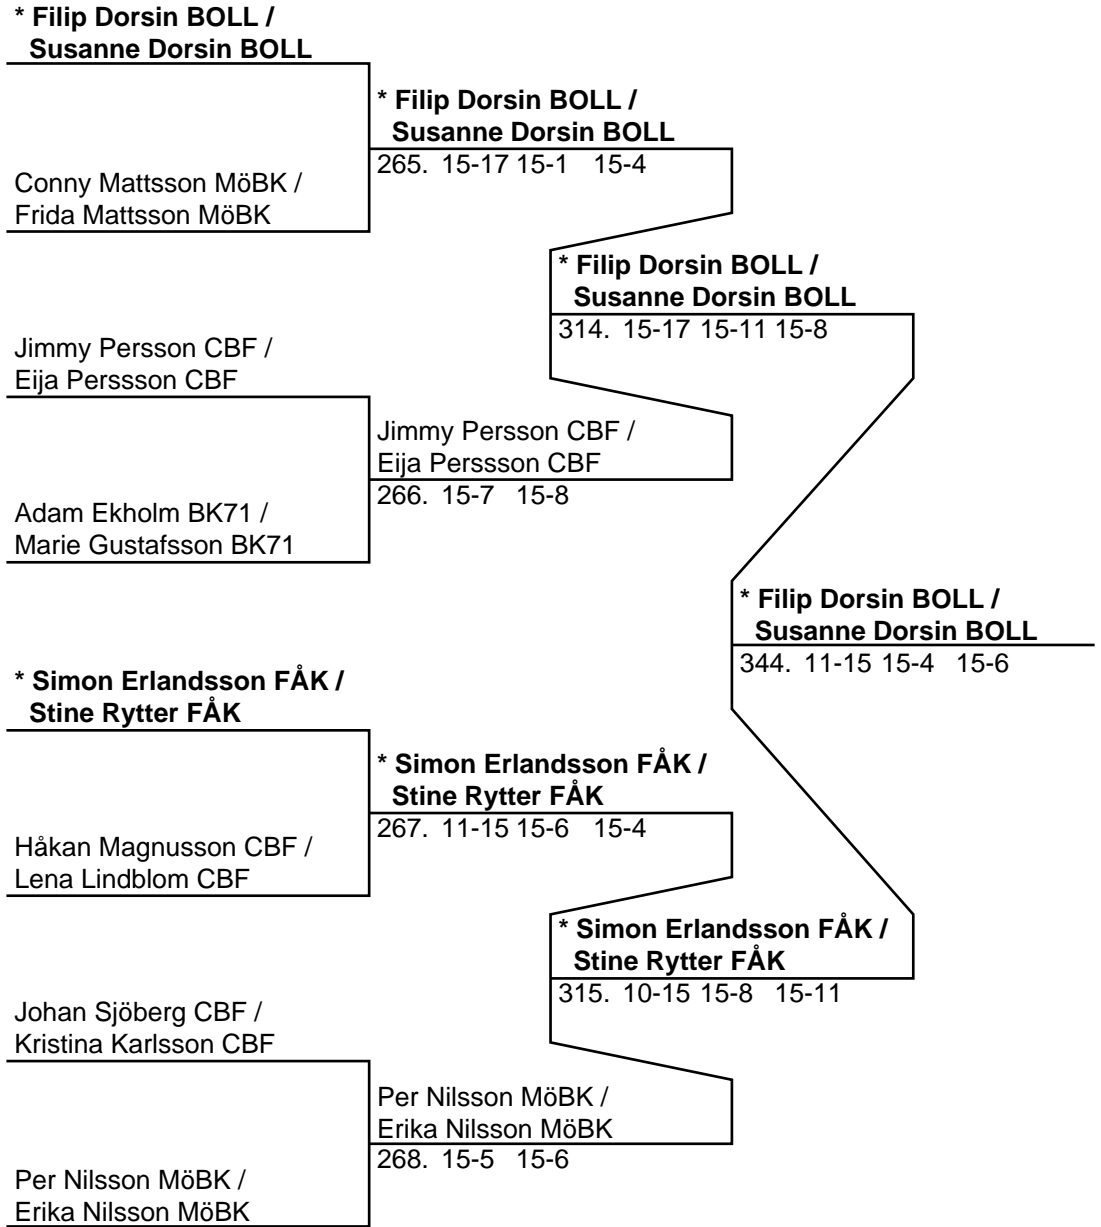 * Filip Dorsin BOLL /
Susanne Dorsin BOLL
* Filip Dorsin BOLL /
Susanne Dorsin BOLL
265. 15-17 15-1 15-4
Conny Mattsson MöBK /
Frida Mattsson MöBK
* Filip Dorsin BOLL /
Susanne Dorsin BOLL
314. 15-17 15-11 15-8
Jimmy Persson CBF /
Eija Perssson CBF
Jimmy Persson CBF /
Eija Perssson CBF
266. 15-7 15-8
Adam Ekholm BK71 /
Marie Gustafsson BK71
* Filip Dorsin BOLL /
Susanne Dorsin BOLL
344. 11-15 15-4 15-6
* Simon Erlandsson FÅK /
Stine Rytter FÅK
* Simon Erlandsson FÅK /
Stine Rytter FÅK
267. 11-15 15-6 15-4
Håkan Magnusson CBF /
Lena Lindblom CBF
* Simon Erlandsson FÅK /
Stine Rytter FÅK
315. 10-15 15-8 15-11
Johan Sjöberg CBF /
Kristina Karlsson CBF
Per Nilsson MöBK /
Erika Nilsson MöBK
268. 15-5 15-6
Per Nilsson MöBK /
Erika Nilsson MöBK